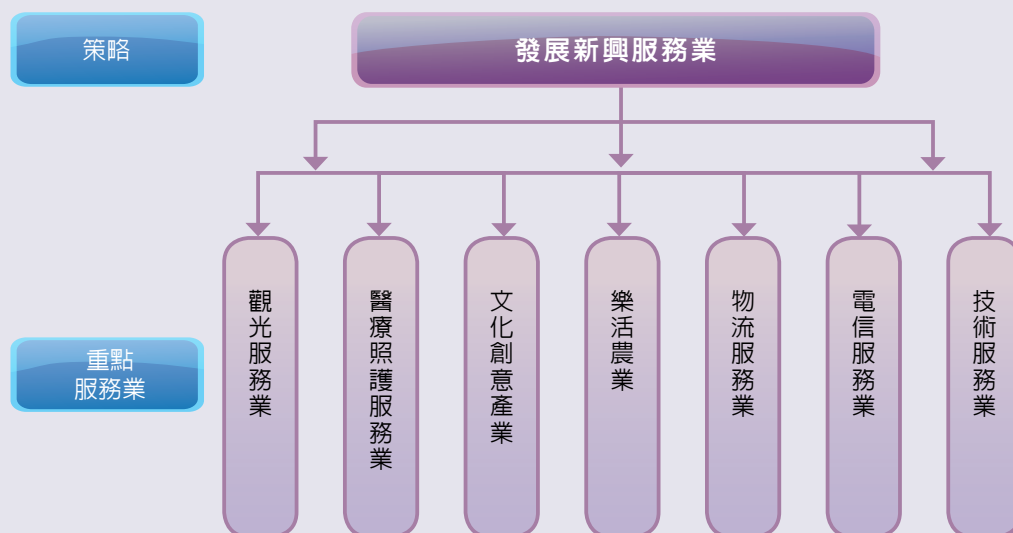 策略
發展新興服務業
重點
服務業
觀光服務業
醫療照護服務業
文化創意產業
樂活農業
物流服務業
電信服務業
技術服務業